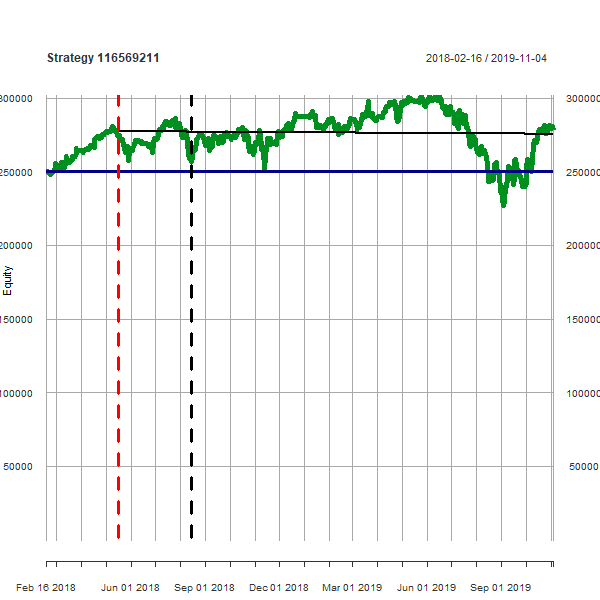 Strategy 116569211 2018-02-16 / 2019-11-04
300000 300000
250000 250000
200000 200000
150000 150000
100000 100000
50000 50000
Equity
Feb 16 2018 Jun 01 2018 Sep 01 2018 Dec 01 2018 Mar 01 2019 Jun 01 2019 Sep 01 2019